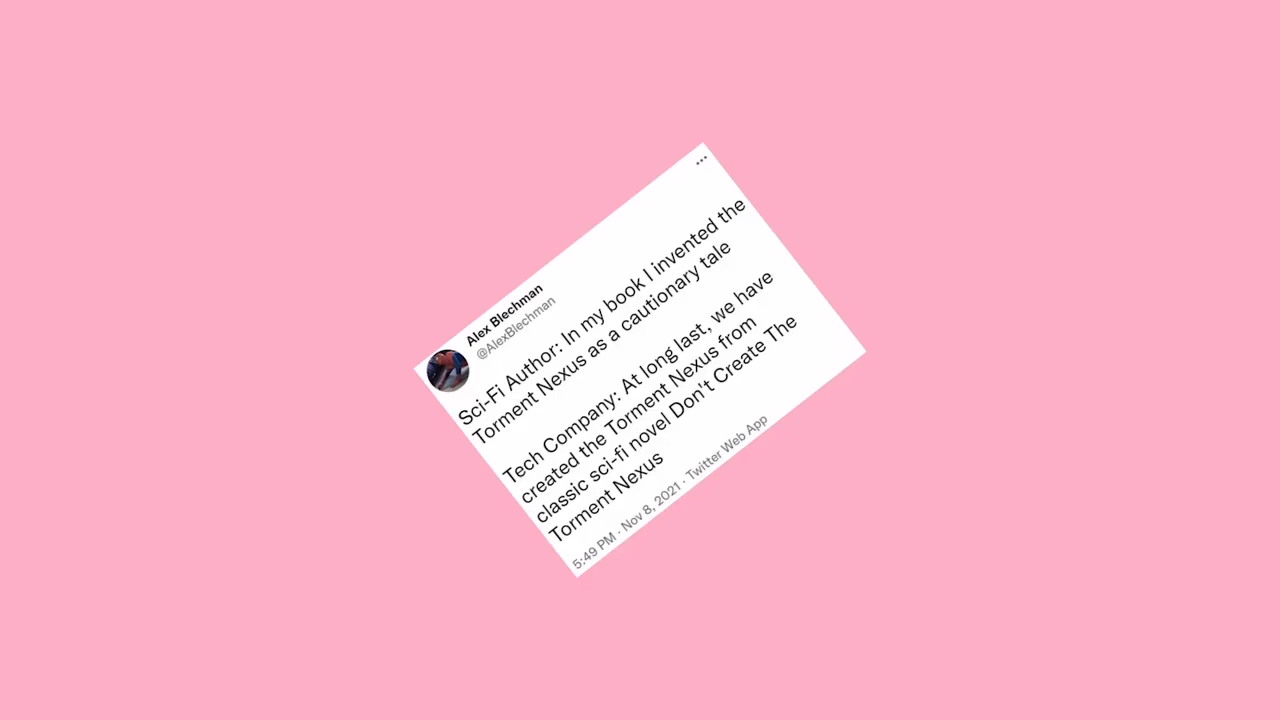 Alex Blechman
@AlexBlechman
Sci-Fi Author: In my book I invented the
Torment Nexus as a cautionary tale
Tech Company: At long last, we have
created the Torment Nexus from
classic sci-fi novel Don't Create The
Torment Nexus
5:49 PM · Nov 8, 2021 · Twitter Web App